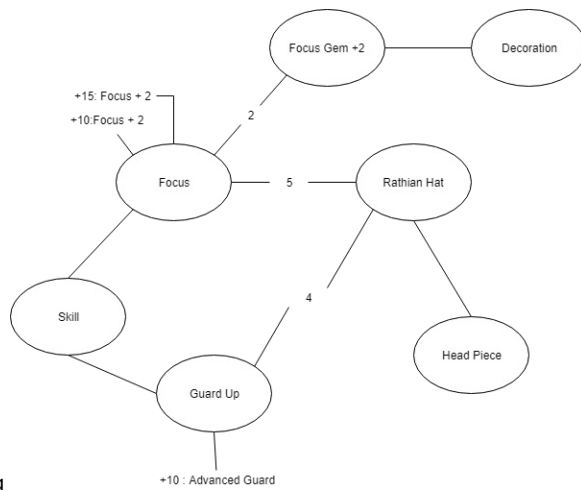 Focus Gem +2
Decoration
+15: Focus + 2
+10:Focus + 2
2
Focus
5
Rathian Hat
4
Skill
Head Piece
Guard Up
+10 : Advanced Guard